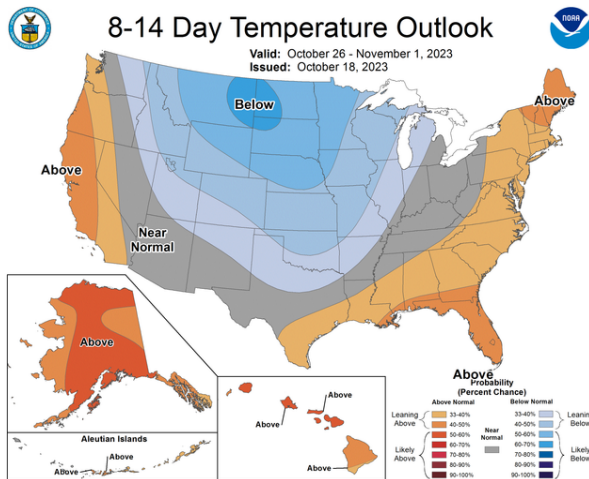 8-14 Day Temperature Outlook
NOAA
Valid: October 26 - November 1, 2023
Issued: October 18, 2023
Below
Above
Above
Near
Normal
Above
Above
Above
Above
Above
Aleutian Islands
Above
Above
Above
Probability
(Percent Chance)
Above Normal
Below Normal
Leaning
Above
33-40%
40-50%
50-60%
60-70%
70-80%
80-90%
90-100%
Likely
Above
Near
Normal
33-40%
40-50%
50-60%
60-70%
70-80%
80-90%
90-100%
Leaning
Below
Likely
Below